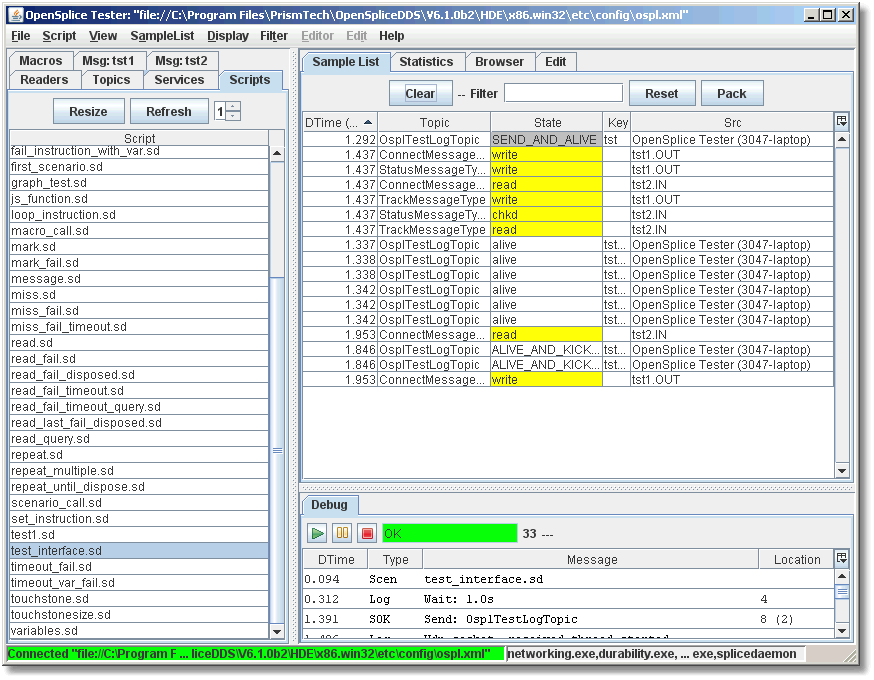 OpenSplice Tester: "file://C:\Program Files\PrismTech\OpenSpliceDDS\V6.1.0b2\HDE\x86.win32\etc\config\ospl.xml"
File Script View SampleList Display Filter Editor Edit Help
Macros Msg: tst1 Msg: tst2
Readers Topics Services Scripts
Resize Refresh 1
Script
fail_instruction_with_var.sd
first_scenario.sd
graph_test.sd
js_function.sd
loop_instruction.sd
macro_call.sd
mark.sd
mark_fail.sd
message.sd
miss.sd
miss_fail.sd
miss_fail_timeout.sd
read.sd
read_fail.sd
read_fail_disposed.sd
read_fail_timeout.sd
read_fail_timeout_query.sd
read_last_fail_disposed.sd
read_query.sd
repeat.sd
repeat_multiple.sd
repeat_until_dispose.sd
scenario_call.sd
set_instruction.sd
test1.sd
test_interface.sd
timeout_fail.sd
timeout_var_fail.sd
touchstone.sd
touchstonesize.sd
variables.sd
Sample List Statistics Browser Edit
Clear -- Filter Reset Pack
DTime (... Topic State Key Src
1.292 OsplTestLogTopic SEND_AND_ALIVE tst OpenSplice Tester (3047-laptop)
1.437 ConnectMessage... write tst1.OUT
1.437 StatusMessageTy... write tst1.OUT
1.437 ConnectMessage... read tst2.IN
1.437 TrackMessageType write tst1.OUT
1.437 StatusMessageTy... chkd tst2.IN
1.437 TrackMessageType read tst2.IN
1.337 OsplTestLogTopic alive tst... OpenSplice Tester (3047-laptop)
1.338 OsplTestLogTopic alive tst... OpenSplice Tester (3047-laptop)
1.338 OsplTestLogTopic alive tst... OpenSplice Tester (3047-laptop)
1.342 OsplTestLogTopic alive tst... OpenSplice Tester (3047-laptop)
1.342 OsplTestLogTopic alive tst... OpenSplice Tester (3047-laptop)
1.342 OsplTestLogTopic alive tst... OpenSplice Tester (3047-laptop)
1.953 ConnectMessage... read tst2.IN
1.846 OsplTestLogTopic ALIVE_AND_KICK... tst... OpenSplice Tester (3047-laptop)
1.846 OsplTestLogTopic ALIVE_AND_KICK... tst... OpenSplice Tester (3047-laptop)
1.953 ConnectMessage... write tst1.OUT
Debug
OK 33 ---
DTime Type Message Location
0.094 Scen test_interface.sd
0.312 Log Wait: 1.0s 4
1.391 SOK Send: OsplTestLogTopic 8 (2)
Connected "file://C:\Program F ... liceDDS\V6.1.0b2\HDE\x86.win32\etc\config\ospl.xml" networking.exe,durability.exe, ... exe,splicedaemon